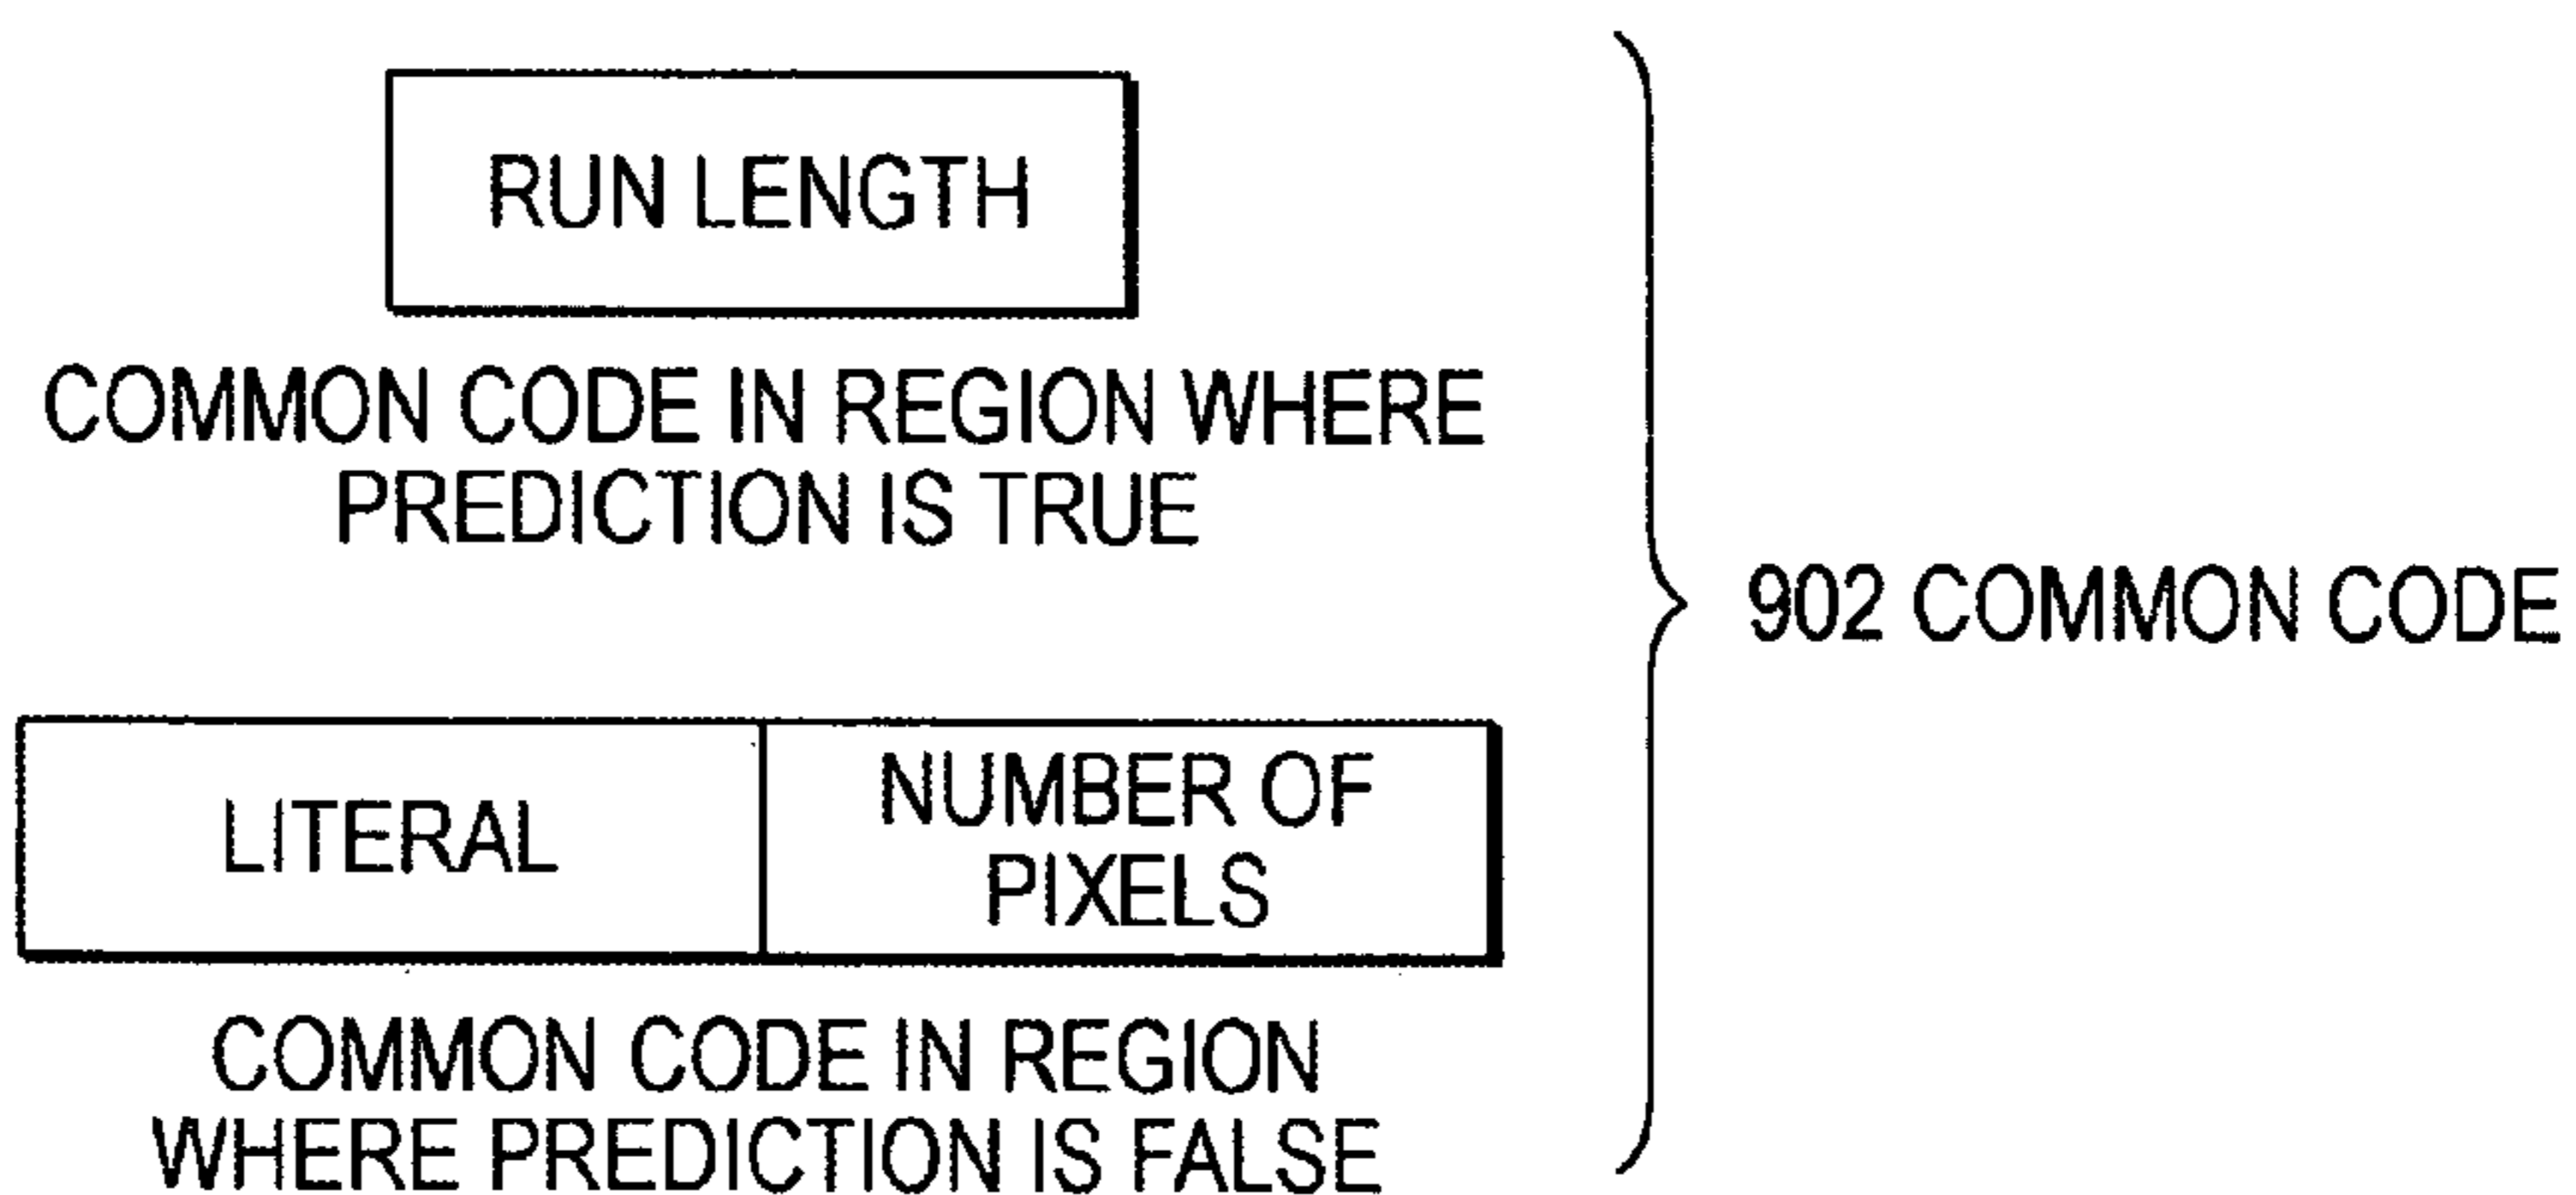 RUN LENGTH
COMMON CODE IN REGION WHERE
PREDICTION IS TRUE
902 COMMON CODE
LITERAL
NUMBER OF
PIXELS
COMMON CODE IN REGION
WHERE PREDICTION IS FALSE